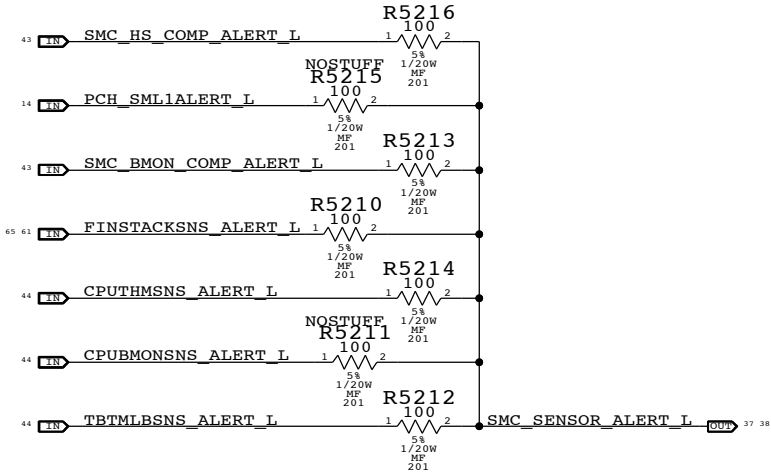 R5216
43 IN SMC_HS_COMP_ALERT_L 1 100 2
5%
1/20W
MF
201
NOSTUFF
R5215
14 IN PCH_SML1ALERT_L 1 100 2
5%
1/20W
MF
201
R5213
43 IN SMC_BMON_COMP_ALERT_L 1 100 2
5%
1/20W
MF
201
R5210
65 61 IN FINSTACKSNS_ALERT_L 1 100 2
5%
1/20W
MF
201
R5214
44 IN CPUTHMSNS_ALERT_L 1 100 2
5%
1/20W
MF
201
NOSTUFF
R5211
44 IN CPUBMONSNS_ALERT_L 1 100 2
5%
1/20W
MF
201
R5212
44 IN TBTMLBSNS_ALERT_L 1 100 2 SMC_SENSOR_ALERT_L OUT 37 38
5%
1/20W
MF
201